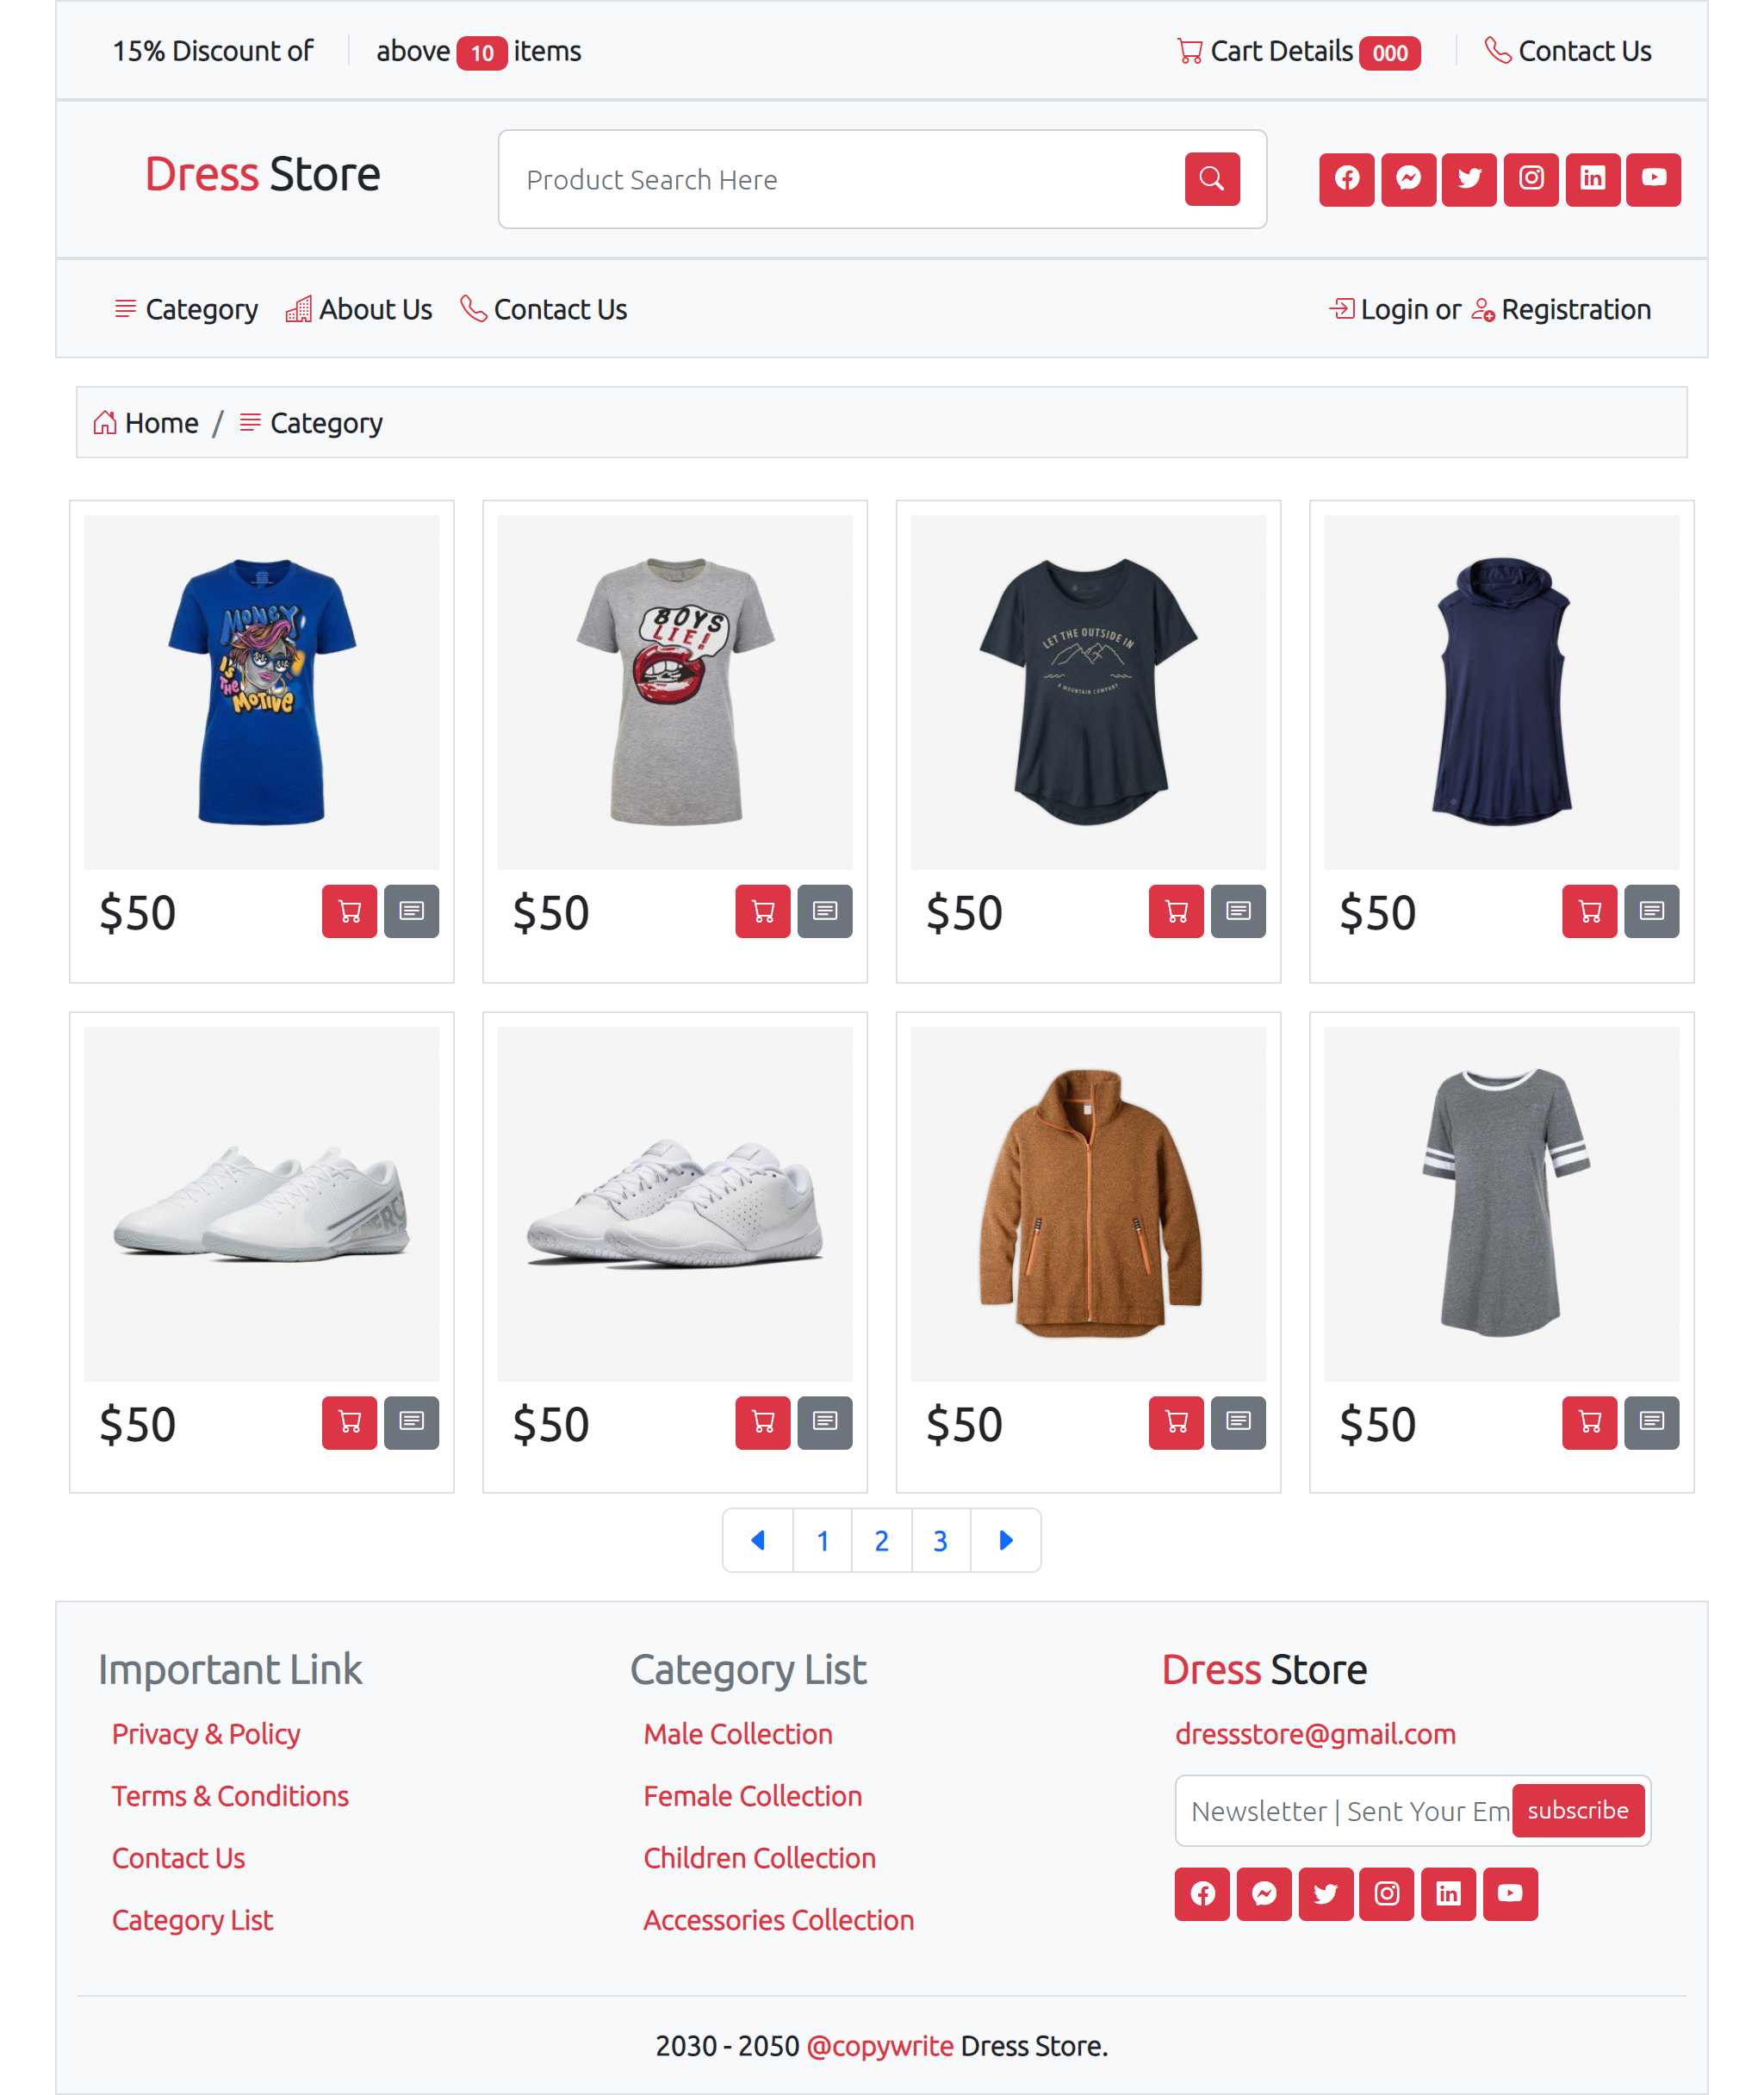 15% Discount of above 10 items Cart Details 000 Contact Us
Dress Store Product Search Here
Category About Us Contact Us Login or Registration
Home / Category
MONEY
IS
THE
MOTIVE
BOYS
LIE!
LET THE OUTSIDE IN
A MOUNTAIN COMPANY
$50 $50 $50 $50
MERC
$50 $50 $50 $50
1 2 3
Important Link Category List Dress Store
Privacy & Policy Male Collection dressstore@gmail.com
Terms & Conditions Female Collection Newsletter | Sent Your Em subscribe
Contact Us Children Collection
Category List Accessories Collection
2030 - 2050 @copywrite Dress Store.